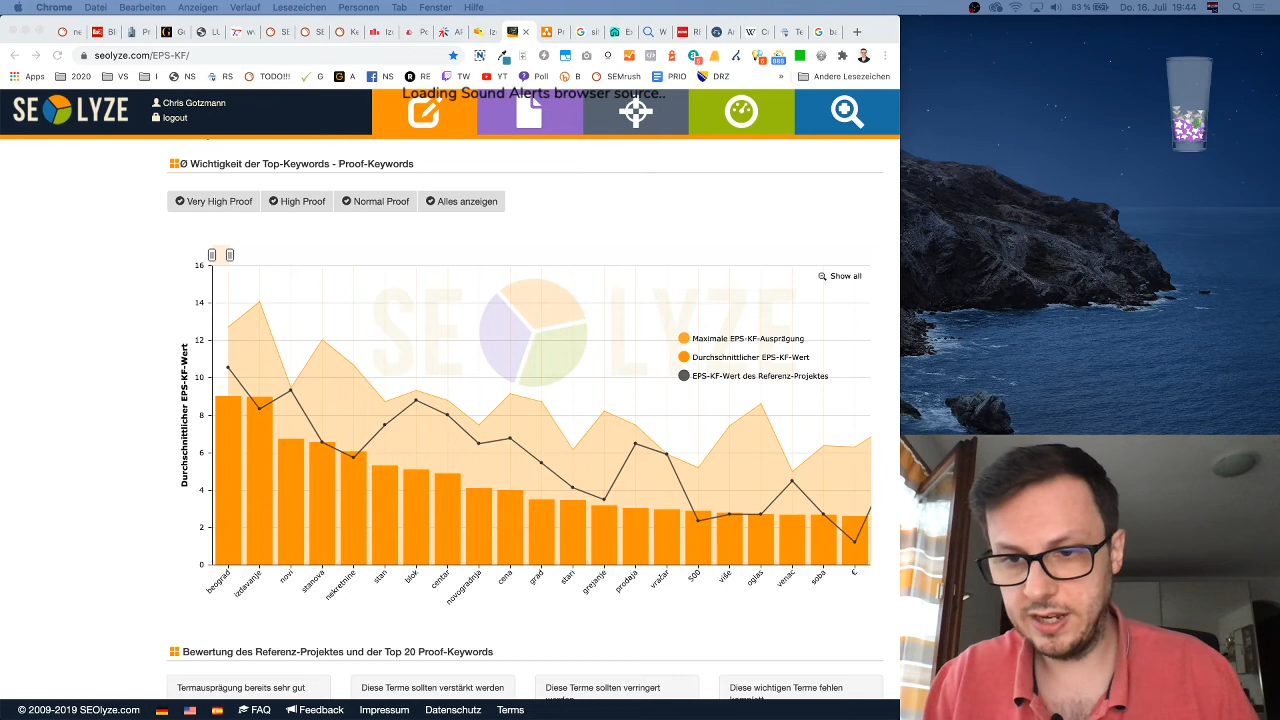 Chrome Datei Bearbeiten Ansichten Verlauf Lesezeichen Personen Tab Fenster Hilfe
83 % Do. 16. Juli 19:44
seolyze.com/EPS-KF/
Apps 2020 VS I NS RS TODO!!! G A NS RE TW YT Poll B SEmrush PRIO DRZ » Andere Lesezeichen
Loading Sound Alerts browser source..
SE LYZE
Chris Gotzmann
logout
Ø Wichtigkeit der Top-Keywords - Proof-Keywords
Very High Proof High Proof Normal Proof Alles anzeigen
Show all
SE LYZE
Maximale EPS-KF-Ausprägung
Durchschnittlicher EPS-KF-Wert
EPS-KF-Wert des Referenz-Projektes
Durchschnittlicher EPS-KF-Wert
16
14
12
10
8
6
4
2
0
beograd izdavanje novi stanova nekretnine stan blok centar novogradnja cena grad stari grejanje prodaja vračar 500 više oglas venac soba €
Bewertung des Referenz-Projektes und der Top 20 Proof-Keywords
Termausprägung bereits sehr gut
Diese Terme sollten verstärkt werden
Diese Terme sollten verringert
Diese wichtigen Terme fehlen
© 2009-2019 SEOlyze.com FAQ Feedback Impressum Datenschutz Terms